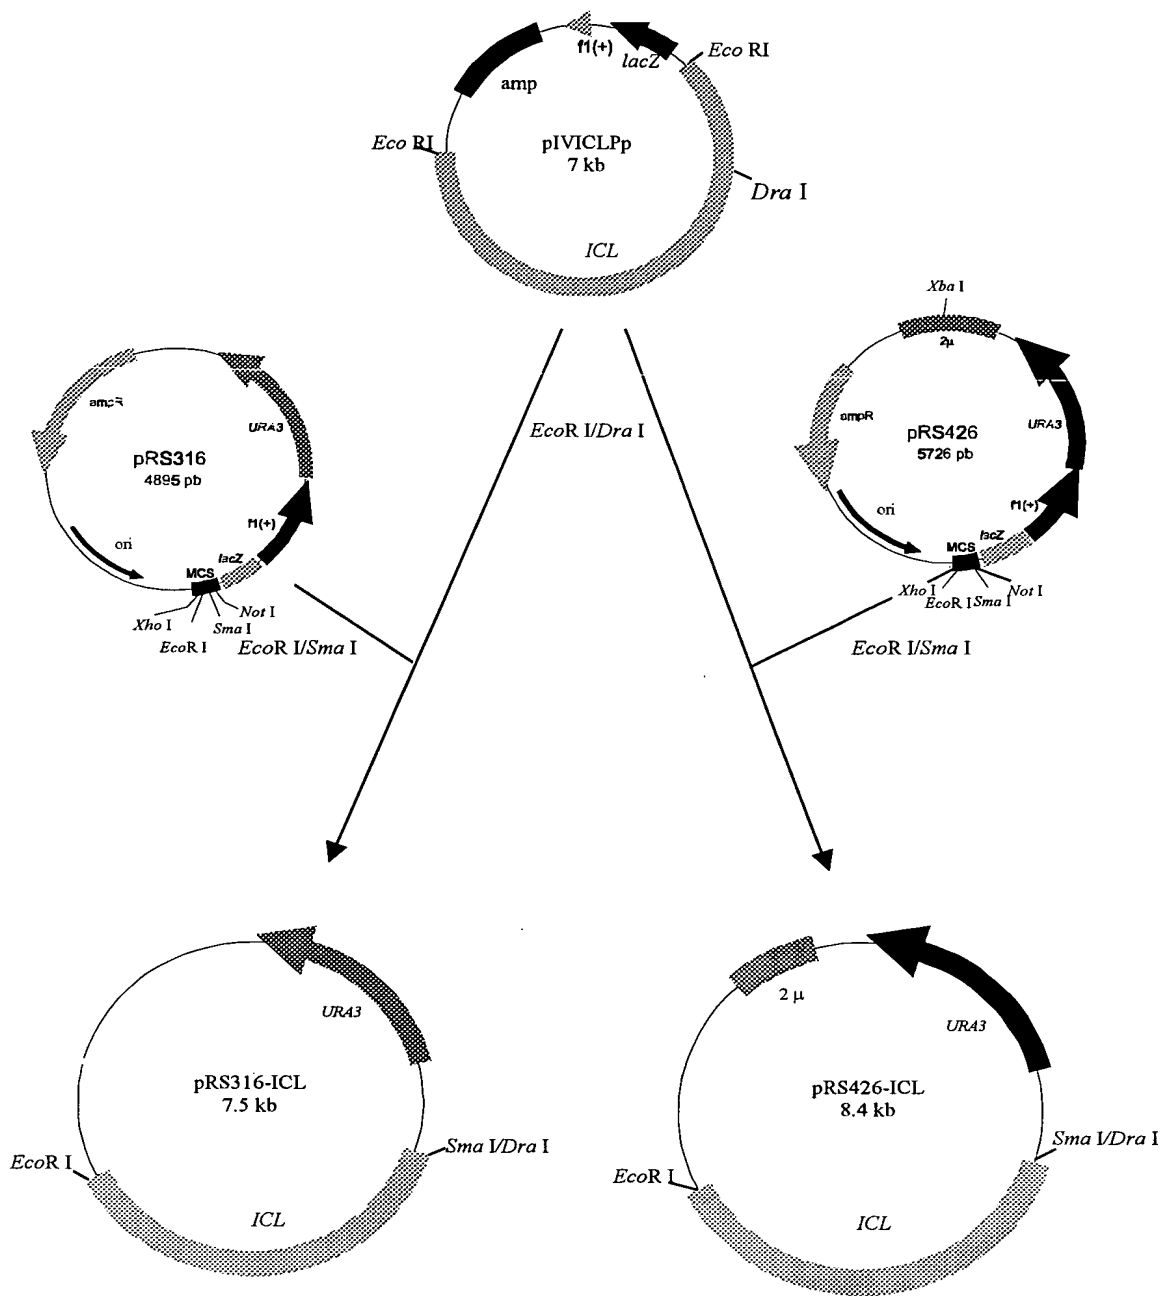 f1(+)
lacZ
Eco RI
amp
Eco RI
pIVICLPp
7 kb
Dra I
ICL
Xba I
2µ
ampR
URA3
pRS316
4895 pb
ori
f1(+)
lacZ
MCS
Xho I
EcoR I
Sma I
Not I
EcoR I/Sma I
EcoR I/Dra I
ampR
URA3
pRS426
5726 pb
ori
f1(+)
lacZ
MCS
Xho I
EcoR I
Sma I
Not I
EcoR I/Sma I
URA3
pRS316-ICL
7.5 kb
EcoR I
Sma I/Dra I
ICL
2 µ
URA3
pRS426-ICL
8.4 kb
EcoR I
Sma I/Dra I
ICL